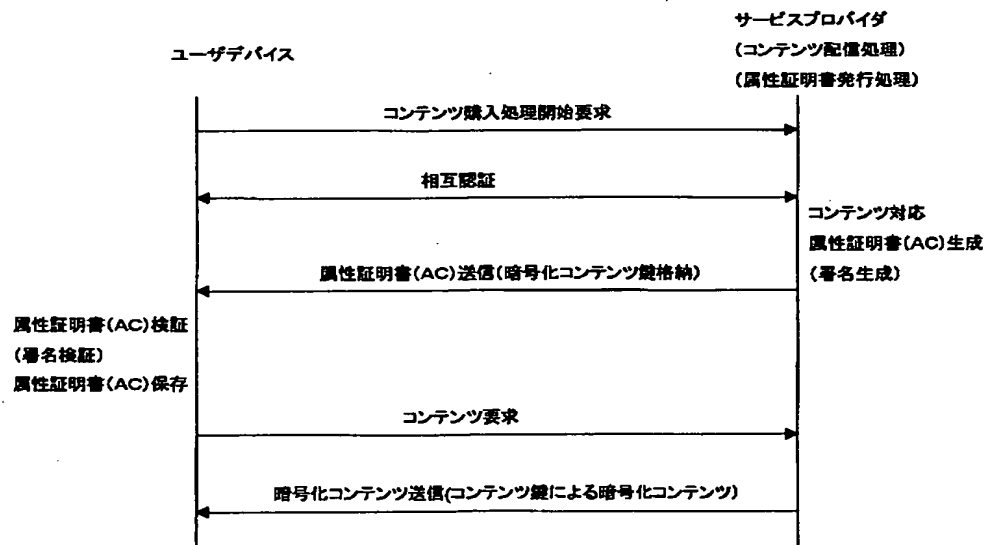 サービスプロバイダ
(コンテンツ配信処理)
(属性証明書発行処理)
ユーザデバイス
コンテンツ購入処理開始要求
相互認証
コンテンツ対応
属性証明書(AC)生成
(署名生成)
属性証明書(AC)送信(暗号化コンテンツ鍵格納)
属性証明書(AC)検証
(署名検証)
属性証明書(AC)保存
コンテンツ要求
暗号化コンテンツ送信(コンテンツ鍵による暗号化コンテンツ)